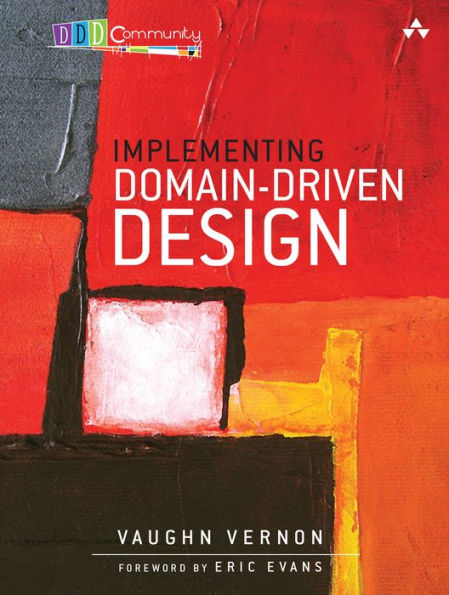 DDD Community
IMPLEMENTING
DOMAIN-DRIVEN
DESIGN
VAUGHN VERNON
FOREWORD BY ERIC EVANS